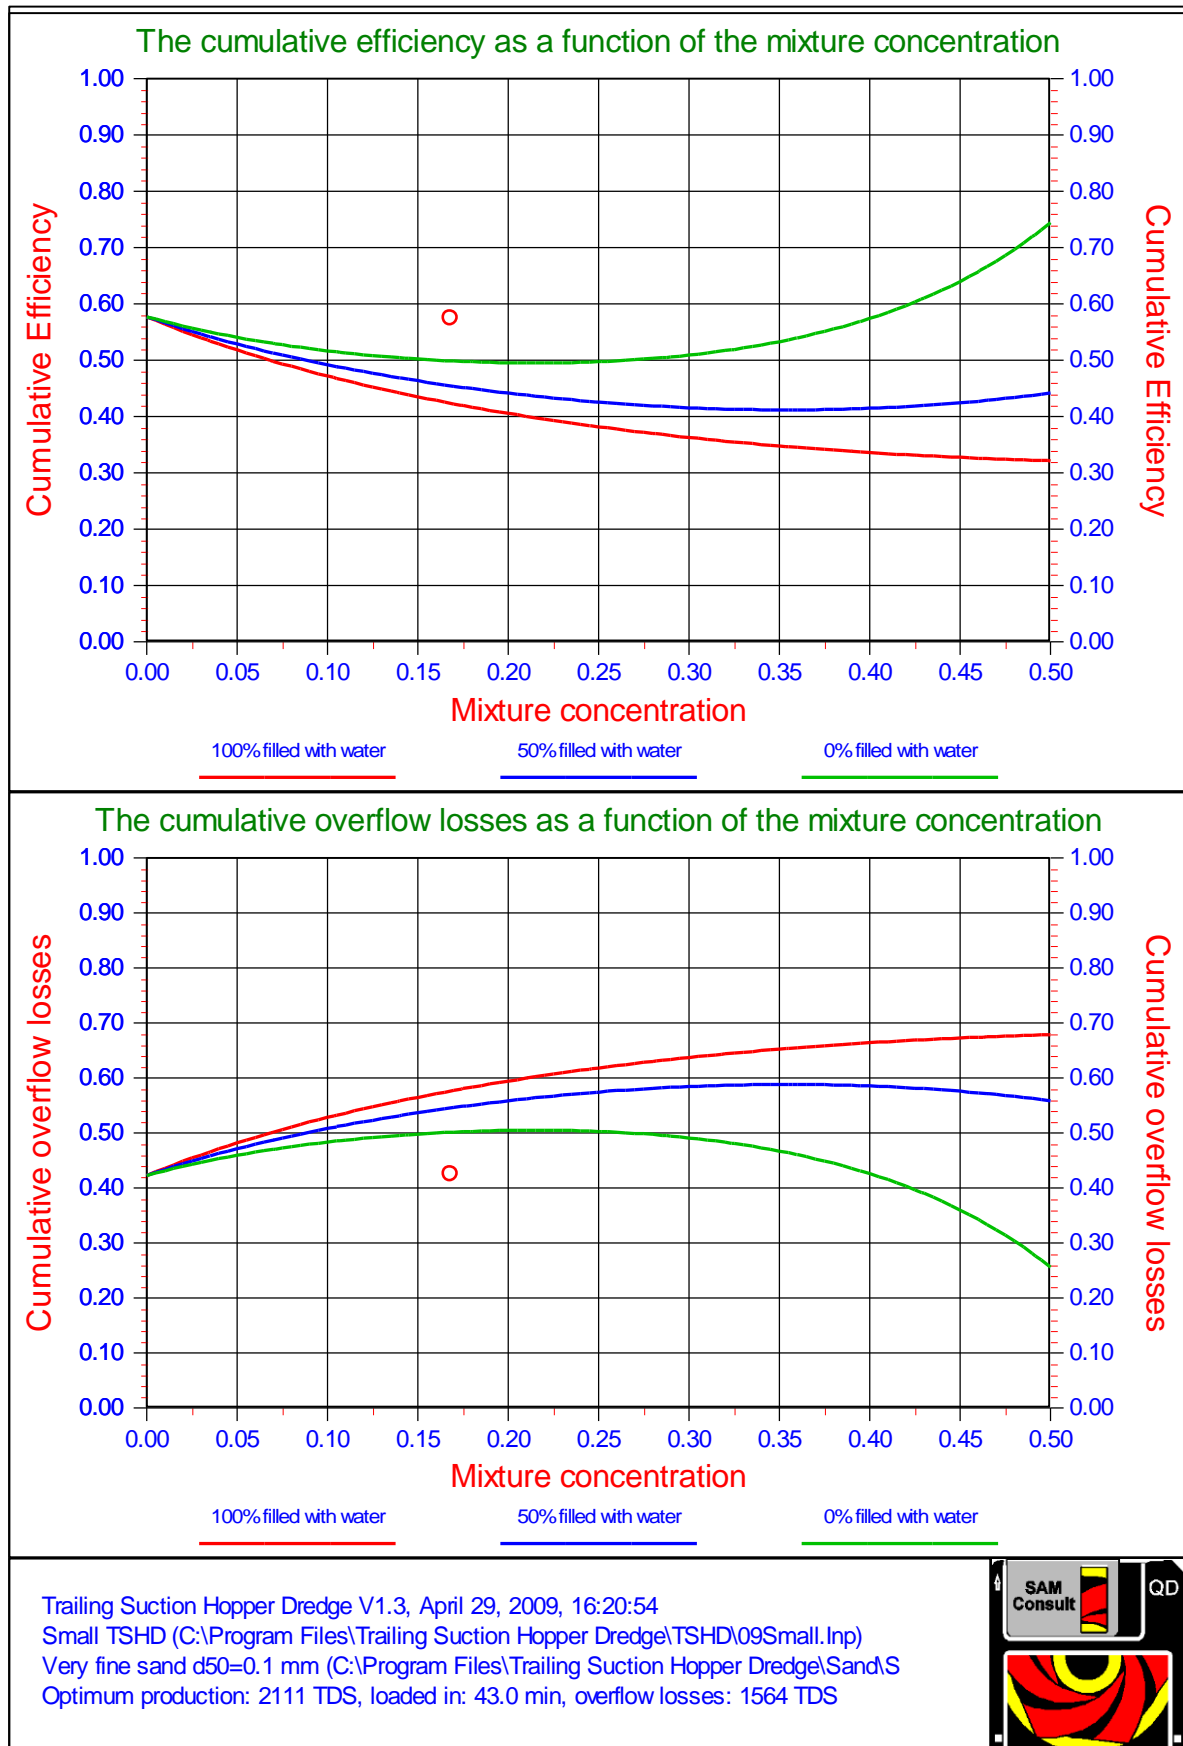 The cumulative efficiency as a function of the mixture concentration
1.00 1.00
0.90 0.90
0.80 0.80
0.70 0.70
0.60 0.60
0.50 0.50
0.40 0.40
0.30 0.30
0.20 0.20
0.10 0.10
0.00 0.00
Cumulative Efficiency
Cumulative Efficiency
0.00 0.05 0.10 0.15 0.20 0.25 0.30 0.35 0.40 0.45 0.50
Mixture concentration
100% filled with water 50% filled with water 0% filled with water
The cumulative overflow losses as a function of the mixture concentration
1.00 1.00
0.90 0.90
0.80 0.80
0.70 0.70
0.60 0.60
0.50 0.50
0.40 0.40
0.30 0.30
0.20 0.20
0.10 0.10
0.00 0.00
Cumulative overflow losses
Cumulative overflow losses
0.00 0.05 0.10 0.15 0.20 0.25 0.30 0.35 0.40 0.45 0.50
Mixture concentration
100% filled with water 50% filled with water 0% filled with water
Trailing Suction Hopper Dredge V1.3, April 29, 2009, 16:20:54
Small TSHD (C:\Program Files\Trailing Suction Hopper Dredge\TSHD\09Small.Inp)
Very fine sand d50=0.1 mm (C:\Program Files\Trailing Suction Hopper Dredge\Sand\S
Optimum production: 2111 TDS, loaded in: 43.0 min, overflow losses: 1564 TDS
SAM
Consult
QD